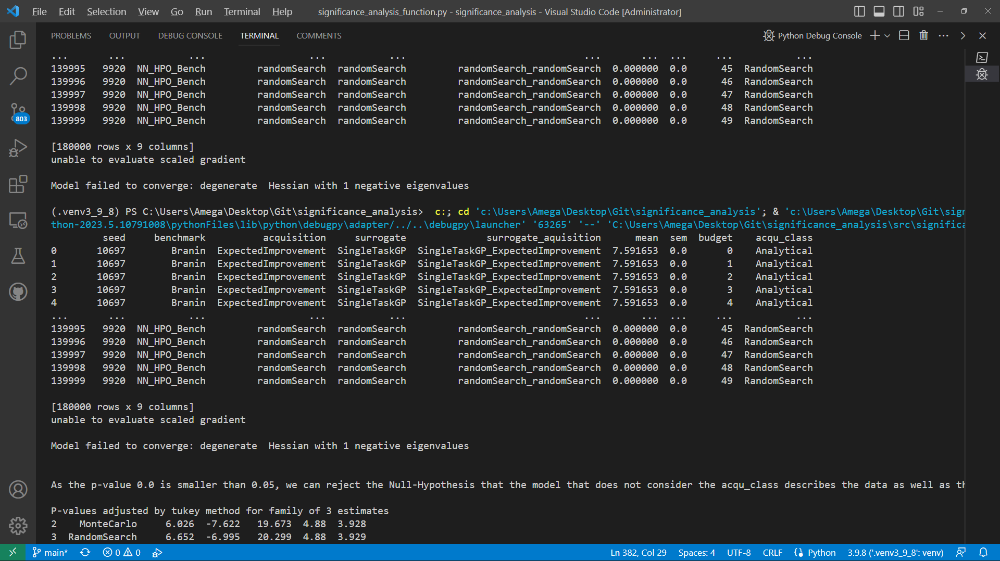 File Edit Selection View Go Run Terminal Help significance_analysis_function.py - significance_analysis - Visual Studio Code [Administrator]
PROBLEMS OUTPUT DEBUG CONSOLE TERMINAL COMMENTS Python Debug Console
... ... ... ... ... ... ... ... ... ...
139995 9920 NN_HPO_Bench randomSearch randomSearch randomSearch_randomSearch 0.000000 0.0 45 RandomSearch
139996 9920 NN_HPO_Bench randomSearch randomSearch randomSearch_randomSearch 0.000000 0.0 46 RandomSearch
139997 9920 NN_HPO_Bench randomSearch randomSearch randomSearch_randomSearch 0.000000 0.0 47 RandomSearch
139998 9920 NN_HPO_Bench randomSearch randomSearch randomSearch_randomSearch 0.000000 0.0 48 RandomSearch
139999 9920 NN_HPO_Bench randomSearch randomSearch randomSearch_randomSearch 0.000000 0.0 49 RandomSearch
[180000 rows x 9 columns]
unable to evaluate scaled gradient
Model failed to converge: degenerate  Hessian with 1 negative eigenvalues
(.venv3_9_8) PS C:\Users\Amega\Desktop\Git\significance_analysis>  c:; cd 'c:\Users\Amega\Desktop\Git\significance_analysis'; & 'c:\Users\Amega\Desktop\Git\sign
thon-2023.5.10791008\pythonFiles\lib\python\debugpy\adapter/../..\debugpy\launcher' '63265' '--' 'C:\Users\Amega\Desktop\Git\significance_analysis\src\significa
seed benchmark acquisition surrogate surrogate_aquisition mean sem budget acqu_class
0 10697 Branin ExpectedImprovement SingleTaskGP SingleTaskGP_ExpectedImprovement 7.591653 0.0 0 Analytical
1 10697 Branin ExpectedImprovement SingleTaskGP SingleTaskGP_ExpectedImprovement 7.591653 0.0 1 Analytical
2 10697 Branin ExpectedImprovement SingleTaskGP SingleTaskGP_ExpectedImprovement 7.591653 0.0 2 Analytical
3 10697 Branin ExpectedImprovement SingleTaskGP SingleTaskGP_ExpectedImprovement 7.591653 0.0 3 Analytical
4 10697 Branin ExpectedImprovement SingleTaskGP SingleTaskGP_ExpectedImprovement 7.591653 0.0 4 Analytical
... ... ... ... ... ... ... ... ... ...
139995 9920 NN_HPO_Bench randomSearch randomSearch randomSearch_randomSearch 0.000000 0.0 45 RandomSearch
139996 9920 NN_HPO_Bench randomSearch randomSearch randomSearch_randomSearch 0.000000 0.0 46 RandomSearch
139997 9920 NN_HPO_Bench randomSearch randomSearch randomSearch_randomSearch 0.000000 0.0 47 RandomSearch
139998 9920 NN_HPO_Bench randomSearch randomSearch randomSearch_randomSearch 0.000000 0.0 48 RandomSearch
139999 9920 NN_HPO_Bench randomSearch randomSearch randomSearch_randomSearch 0.000000 0.0 49 RandomSearch
[180000 rows x 9 columns]
unable to evaluate scaled gradient
Model failed to converge: degenerate  Hessian with 1 negative eigenvalues
As the p-value 0.0 is smaller than 0.05, we can reject the Null-Hypothesis that the model that does not consider the acqu_class describes the data as well as th
P-values adjusted by tukey method for family of 3 estimates
2 MonteCarlo 6.026 -7.622 19.673 4.88 3.928
3 RandomSearch 6.652 -6.995 20.299 4.88 3.929
803
main* 0 0 Ln 382, Col 29 Spaces: 4 UTF-8 CRLF Python 3.9.8 ('.venv3_9_8': venv)